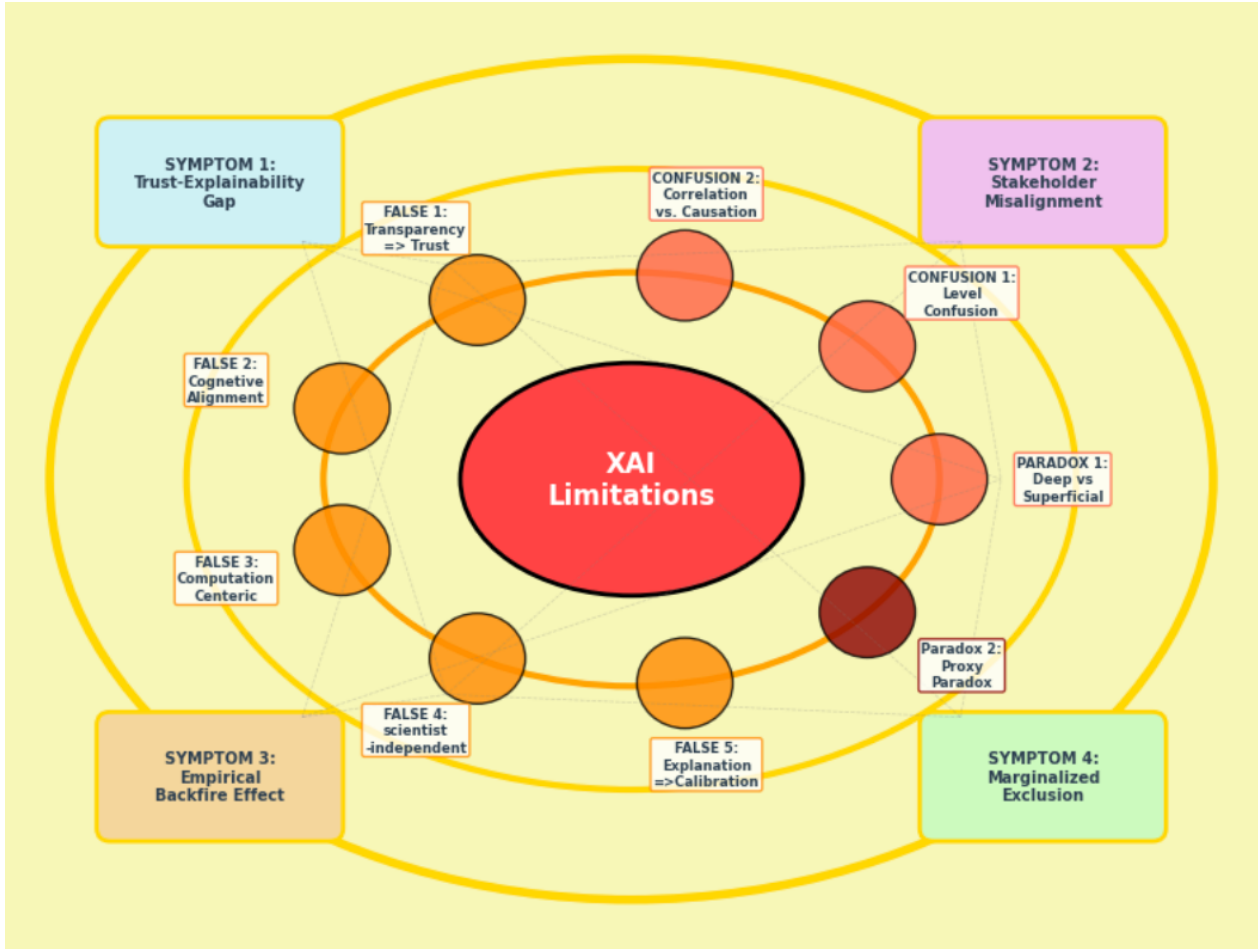 SYMPTOM 1:
Trust-Explainability
Gap
SYMPTOM 2:
Stakeholder
Misalignment
CONFUSION 2:
Correlation
vs. Causation
FALSE 1:
Transparency
=> Trust
CONFUSION 1:
Level
Confusion
FALSE 2:
Cognetive
Alignment
XAI
Limitations
PARADOX 1:
Deep vs
Superficial
FALSE 3:
Computation
Centeric
Paradox 2:
Proxy
Paradox
FALSE 4:
scientist
-independent
FALSE 5:
Explanation
=>Calibration
SYMPTOM 3:
Empirical
Backfire Effect
SYMPTOM 4:
Marginalized
Exclusion